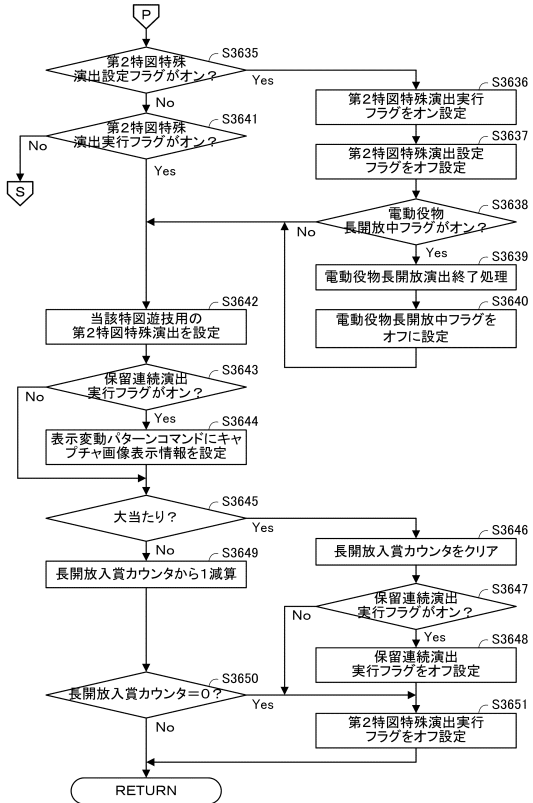 P
S3635
第2特図特殊
演出設定フラグがオン？
Yes
No
S3636
第2特図特殊演出実行
フラグをオン設定
S3641
第2特図特殊
演出実行フラグがオン？
No
Yes
S
S3637
第2特図特殊演出設定
フラグをオフ設定
S3638
電動役物
長開放中フラグがオン？
No
Yes
S3639
電動役物長開放演出終了処理
S3640
電動役物長開放中フラグを
オフに設定
S3642
当該特図遊技用の
第2特図特殊演出を設定
S3643
保留連続演出
実行フラグがオン？
No
Yes
S3644
表示変動パターンコマンドにキャ
プチャ画像表示情報を設定
S3645
大当たり？
Yes
No
S3646
長開放入賞カウンタをクリア
S3649
長開放入賞カウンタから1減算
S3647
保留連続演出
実行フラグがオン？
No
Yes
S3648
保留連続演出
実行フラグをオフ設定
S3650
長開放入賞カウンタ＝0？
Yes
No
S3651
第2特図特殊演出実行
フラグをオフ設定
RETURN